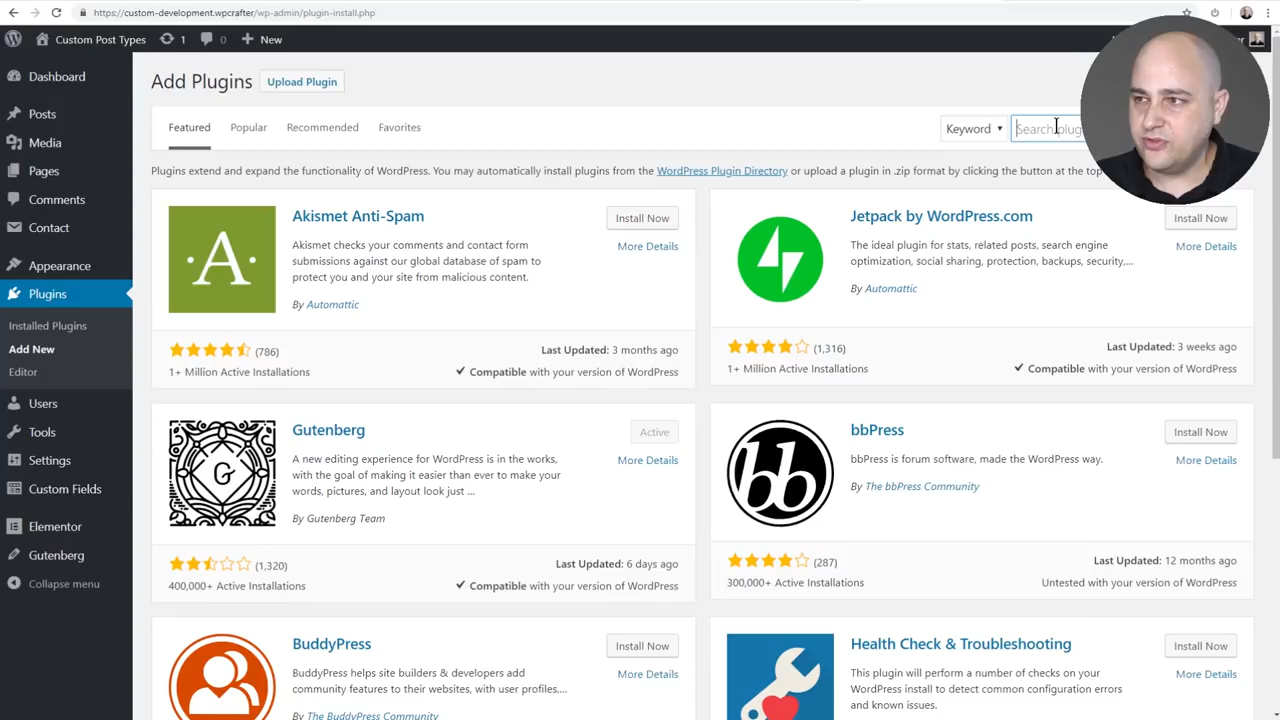 https://custom-development.wpcrafter/wp-admin/plugin-install.php
Custom Post Types
1
0
New
Dashboard
Posts
Media
Pages
Comments
Contact
Appearance
Plugins
Installed Plugins
Add New
Editor
Users
Tools
Settings
Custom Fields
Elementor
Gutenberg
Collapse menu
Add Plugins
Upload Plugin
Featured
Popular
Recommended
Favorites
Keyword
Search plug
Plugins extend and expand the functionality of WordPress. You may automatically install plugins from the WordPress Plugin Directory or upload a plugin in .zip format by clicking the button at the top
Akismet Anti-Spam
Install Now
More Details
Akismet checks your comments and contact form
submissions against our global database of spam to
protect you and your site from malicious content.
By Automattic
(786)
1+ Million Active Installations
Last Updated: 3 months ago
Compatible with your version of WordPress
Jetpack by WordPress.com
Install Now
More Details
The ideal plugin for stats, related posts, search engine
optimization, social sharing, protection, backups, security,...
By Automattic
(1,316)
1+ Million Active Installations
Last Updated: 3 weeks ago
Compatible with your version of WordPress
Gutenberg
Active
More Details
A new editing experience for WordPress is in the works,
with the goal of making it easier than ever to make your
words, pictures, and layout look just ...
By Gutenberg Team
(1,320)
400,000+ Active Installations
Last Updated: 6 days ago
Compatible with your version of WordPress
bbPress
Install Now
More Details
bbPress is forum software, made the WordPress way.
By The bbPress Community
(287)
300,000+ Active Installations
Last Updated: 12 months ago
Untested with your version of WordPress
BuddyPress
Install Now
More Details
BuddyPress helps site builders & developers add
community features to their websites, with user profiles,...
By The BuddyPress Community
Health Check & Troubleshooting
Install Now
More Details
This plugin will perform a number of checks on your
WordPress install to detect common configuration errors
and known issues.